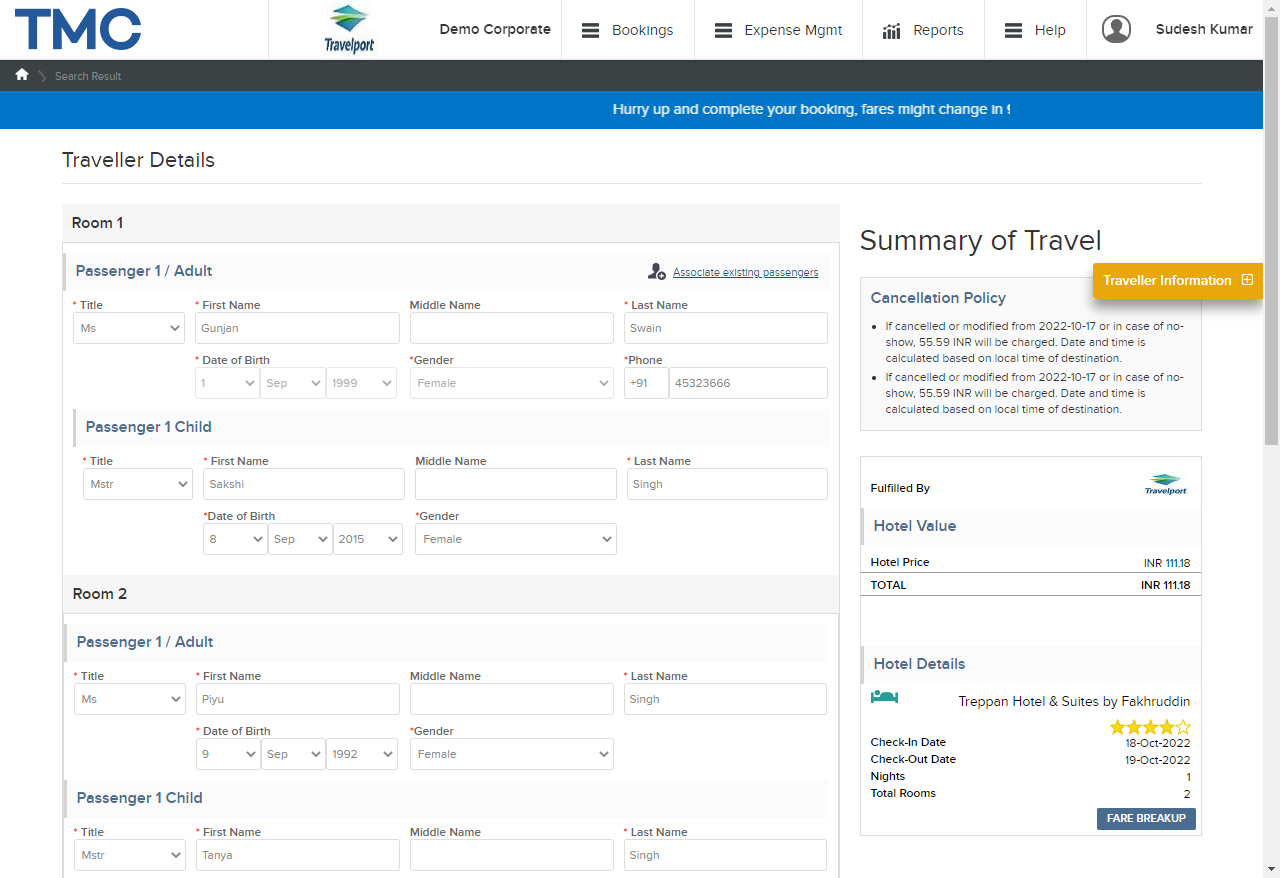 TMC
Travelport
Demo Corporate
Bookings
Expense Mgmt
Reports
Help
Sudesh Kumar
Search Result
Hurry up and complete your booking, fares might change in
Traveller Details
Room 1
Passenger 1 / Adult
Associate existing passengers
* Title * First Name Middle Name * Last Name
Ms Gunjan Swain
* Date of Birth *Gender *Phone
1 Sep 1999 Female +91 45323666
Passenger 1 Child
* Title * First Name Middle Name * Last Name
Mstr Sakshi Singh
*Date of Birth *Gender
8 Sep 2015 Female
Room 2
Passenger 1 / Adult
* Title * First Name Middle Name * Last Name
Ms Piyu Singh
* Date of Birth *Gender
9 Sep 1992 Female
Passenger 1 Child
* Title * First Name Middle Name * Last Name
Mstr Tanya Singh
Summary of Travel
Traveller Information
Cancellation Policy
• If cancelled or modified from 2022-10-17 or in case of no-
show, 55.59 INR will be charged. Date and time is
calculated based on local time of destination.
• If cancelled or modified from 2022-10-17 or in case of no-
show, 55.59 INR will be charged. Date and time is
calculated based on local time of destination.
Fulfilled By
Travelport
Hotel Value
Hotel Price INR 111.18
TOTAL INR 111.18
Hotel Details
Treppan Hotel & Suites by Fakhruddin
Check-In Date 18-Oct-2022
Check-Out Date 19-Oct-2022
Nights 1
Total Rooms 2
FARE BREAKUP